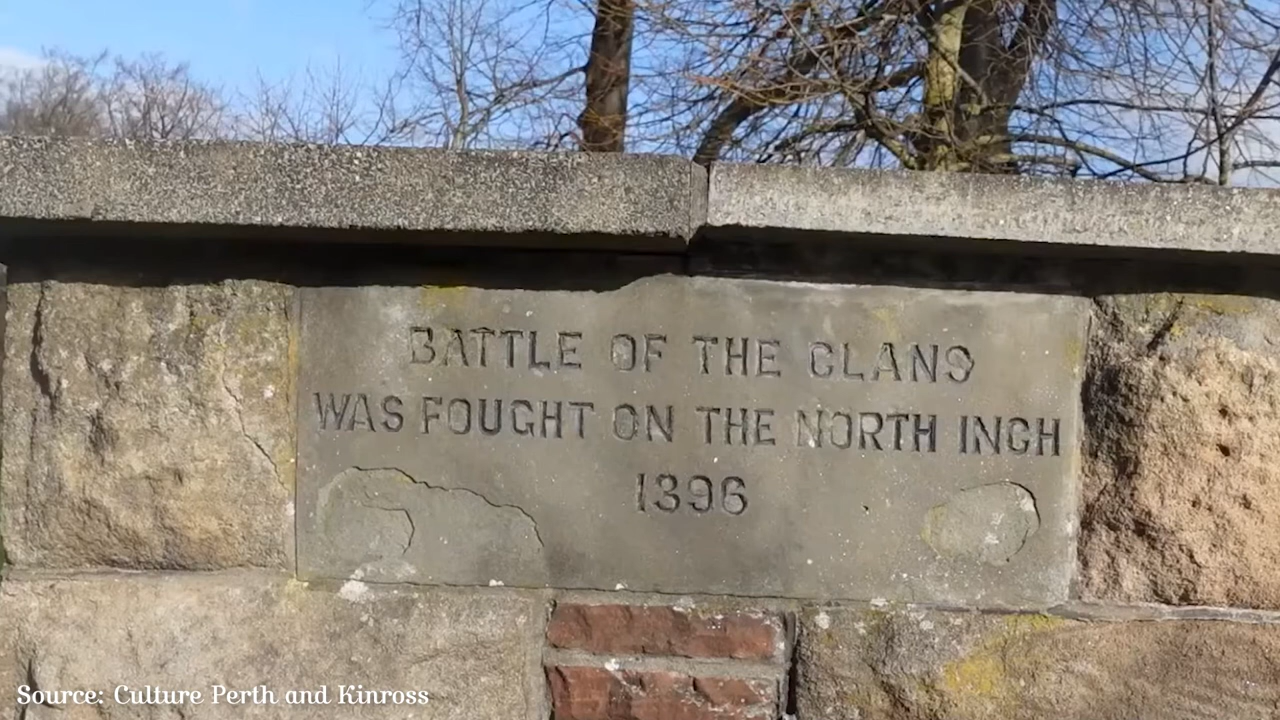 BATTLE OF THE CLANS
WAS FOUGHT ON THE NORTH INCH
1396
Source: Culture Perth and Kinross